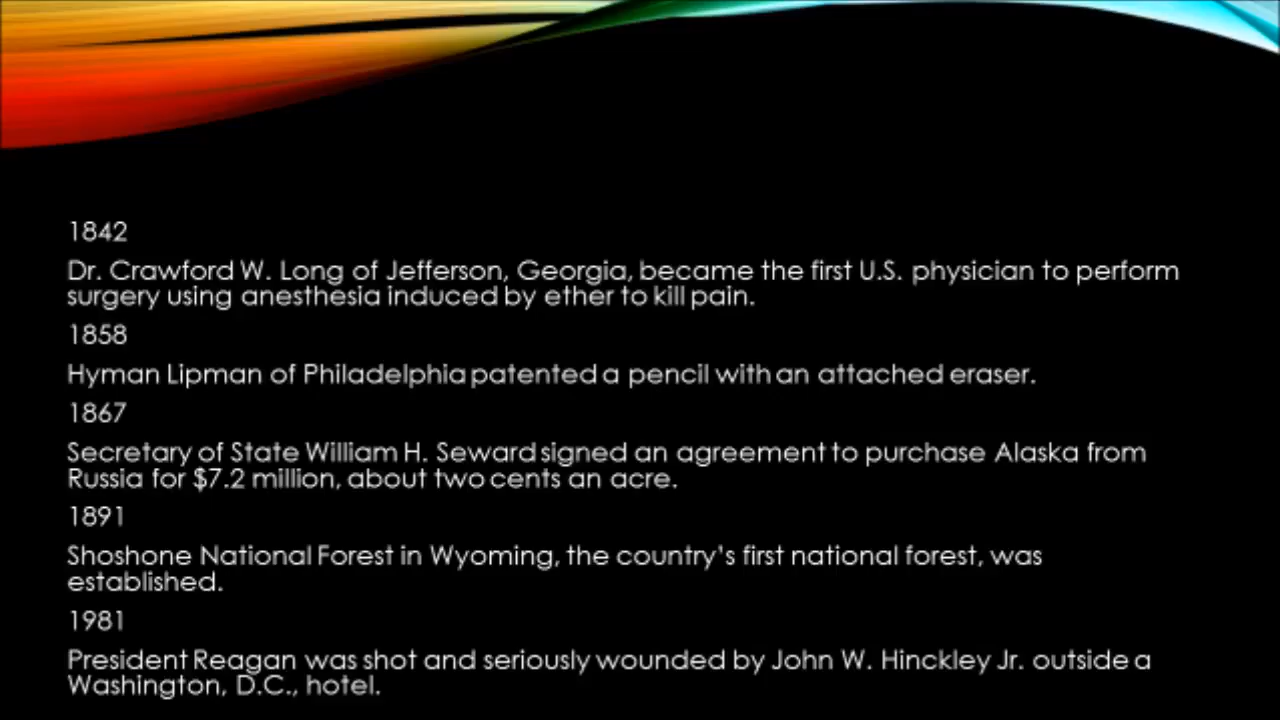 1842
Dr. Crawford W. Long of Jefferson, Georgia, became the first U.S. physician to perform
surgery using anesthesia induced by ether to kill pain.
1858
Hyman Lipman of Philadelphia patented a pencil with an attached eraser.
1867
Secretary of State William H. Seward signed an agreement to purchase Alaska from
Russia for $7.2 million, about two cents an acre.
1891
Shoshone National Forest in Wyoming, the country's first national forest, was
established.
1981
President Reagan was shot and seriously wounded by John W. Hinckley Jr. outside a
Washington, D.C., hotel.